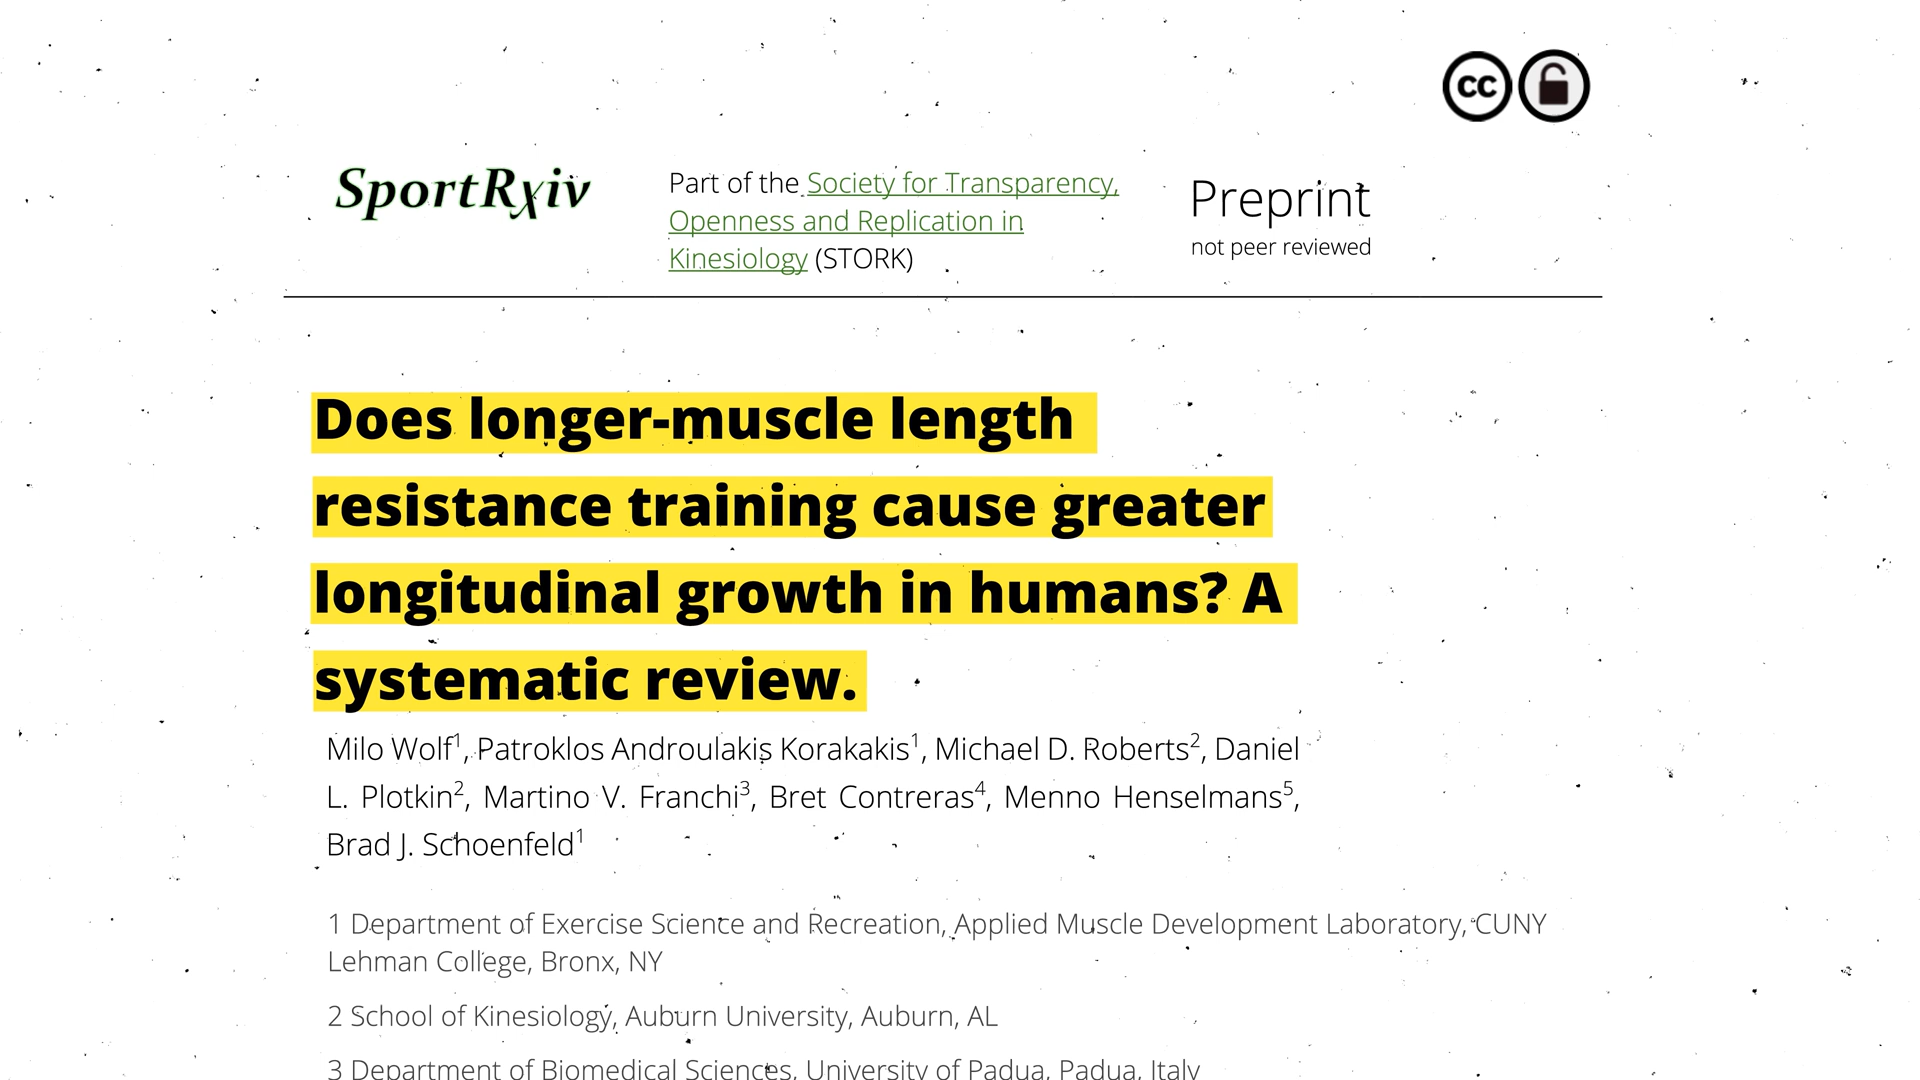 cc
SportRχiv
Part of the Society for Transparency,
Openness and Replication in
Kinesiology (STORK)
Preprint
not peer reviewed
Does longer-muscle length
resistance training cause greater
longitudinal growth in humans? A
systematic review.
Milo Wolf¹, Patroklos Androulakis Korakakis¹, Michael D. Roberts², Daniel
L. Plotkin², Martino V. Franchi³, Bret Contreras⁴, Menno Henselmans⁵,
Brad J. Schoenfeld¹
1 Department of Exercise Science and Recreation, Applied Muscle Development Laboratory, CUNY
Lehman College, Bronx, NY
2 School of Kinesiology, Auburn University, Auburn, AL
3 Department of Biomedical Sciences, University of Padua, Padua, Italy